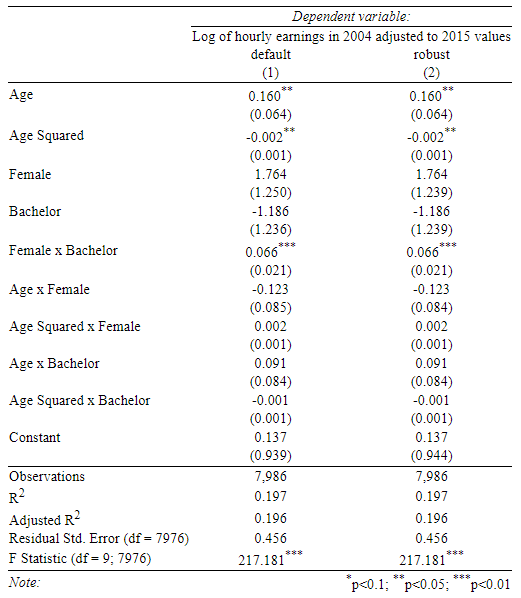 Dependent variable:
Log of hourly earnings in 2004 adjusted to 2015 values
default robust
(1) (2)
Age 0.160** 0.160**
(0.064) (0.064)
Age Squared -0.002** -0.002**
(0.001) (0.001)
Female 1.764 1.764
(1.250) (1.239)
Bachelor -1.186 -1.186
(1.236) (1.239)
Female x Bachelor 0.066*** 0.066***
(0.021) (0.021)
Age x Female -0.123 -0.123
(0.085) (0.084)
Age Squared x Female 0.002 0.002
(0.001) (0.001)
Age x Bachelor 0.091 0.091
(0.084) (0.084)
Age Squared x Bachelor -0.001 -0.001
(0.001) (0.001)
Constant 0.137 0.137
(0.939) (0.944)
Observations 7,986 7,986
R2 0.197 0.197
Adjusted R2 0.196 0.196
Residual Std. Error (df = 7976) 0.456 0.456
F Statistic (df = 9; 7976) 217.181*** 217.181***
Note: *p<0.1; **p<0.05; ***p<0.01